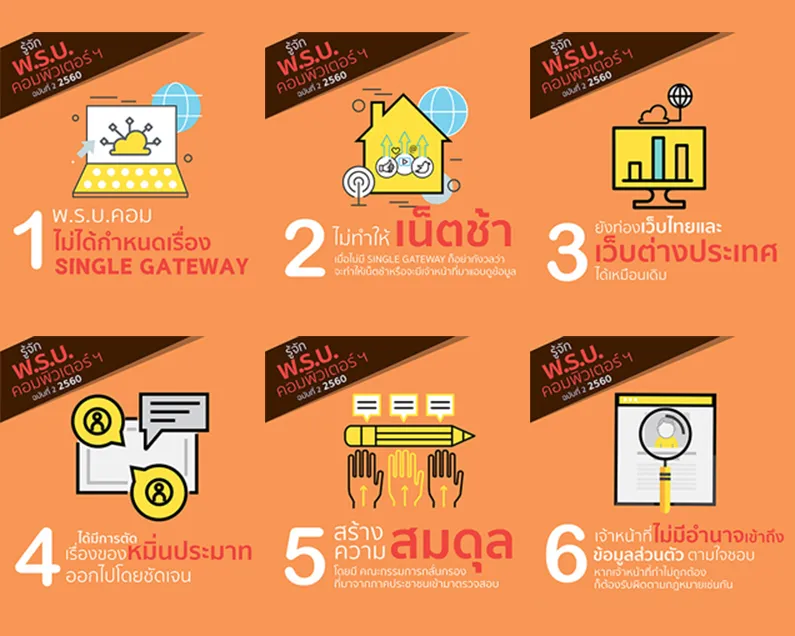 รู้จัก
พ.ร.บ.
คอมพิวเตอร์ฯ
ฉบับที่ 2 2560
1 พ.ร.บ.คอม
ไม่ได้กำหนดเรื่อง
SINGLE GATEWAY
รู้จัก
พ.ร.บ.
คอมพิวเตอร์ฯ
ฉบับที่ 2 2560
2 ไม่ทำให้ เน็ตช้า
เมื่อไม่มี SINGLE GATEWAY ก็อย่ากังวลว่า
จะทำให้เน็ตช้าหรือจะมีเจ้าหน้าที่มาแอบดูข้อมูล
รู้จัก
พ.ร.บ.
คอมพิวเตอร์ฯ
ฉบับที่ 2 2560
3 ยังท่องเว็บไทยและ
เว็บต่างประเทศ
ได้เหมือนเดิม
รู้จัก
พ.ร.บ.
คอมพิวเตอร์ฯ
ฉบับที่ 2 2560
4 ได้มีการตัด
เรื่องของหมิ่นประมาท
ออกไปโดยชัดเจน
รู้จัก
พ.ร.บ.
คอมพิวเตอร์ฯ
ฉบับที่ 2 2560
5 สร้าง
ความ สมดุล
โดยมี คณะกรรมการกลั่นกรอง
ที่มาจากภาคประชาชนเข้ามาตรวจสอบ
รู้จัก
พ.ร.บ.
คอมพิวเตอร์ฯ
ฉบับที่ 2 2560
6 เจ้าหน้าที่ไม่มีอำนาจเข้าถึง
ข้อมูลส่วนตัว ตามใจชอบ
หากเจ้าหน้าที่ทำไม่ถูกต้อง
ก็ต้องรับผิดตามกฎหมายเช่นกัน